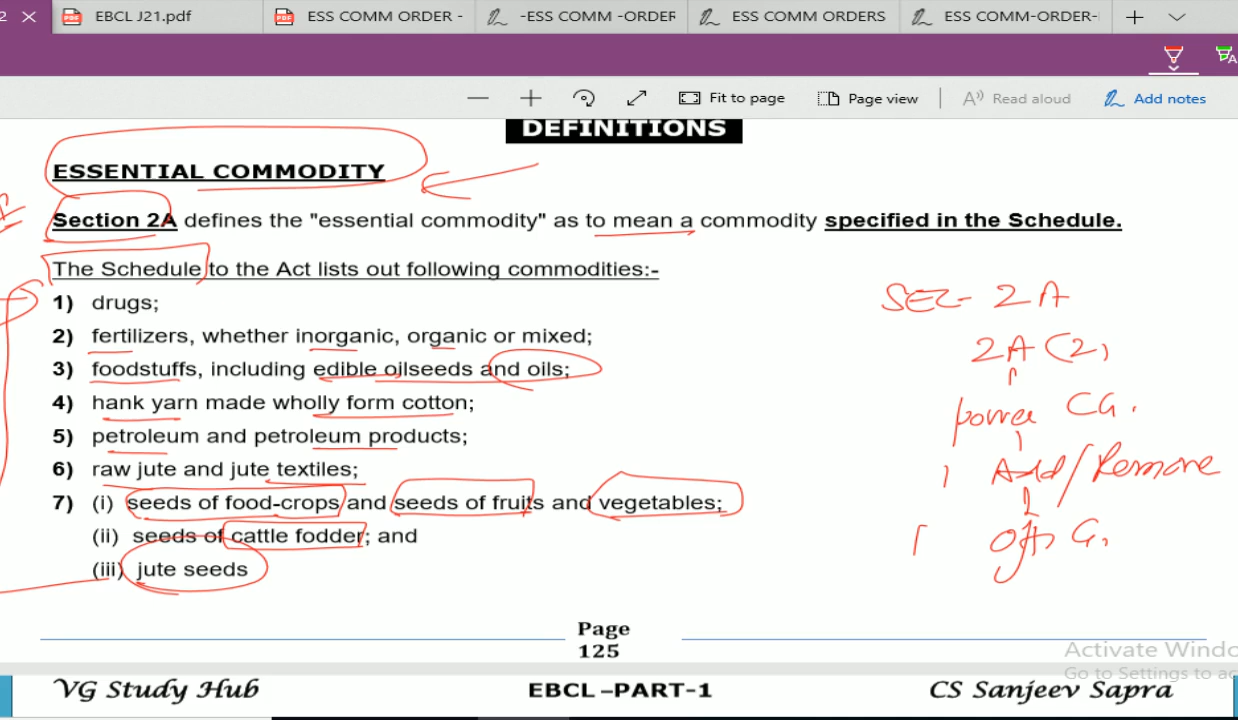 2
EBCL J21.pdf
ESS COMM ORDER -
-ESS COMM -ORDER
ESS COMM ORDERS
ESS COMM-ORDER-
Fit to page
Page view
Read aloud
Add notes
DEFINITIONS
ESSENTIAL COMMODITY
Section 2A defines the "essential commodity" as to mean a commodity specified in the Schedule.
The Schedule to the Act lists out following commodities:-
1) drugs;
2) fertilizers, whether inorganic, organic or mixed;
3) foodstuffs, including edible oilseeds and oils;
4) hank yarn made wholly form cotton;
5) petroleum and petroleum products;
6) raw jute and jute textiles;
7) (i) seeds of food-crops and seeds of fruits and vegetables;
(ii) seeds of cattle fodder; and
(iii) jute seeds
SEC- 2A
2A (2)
power CG.
Add/Remove
G.
Page
125
Activate Windo
Go to Settings to ac
VG Study Hub
EBCL –PART-1
CS Sanjeev Sapra